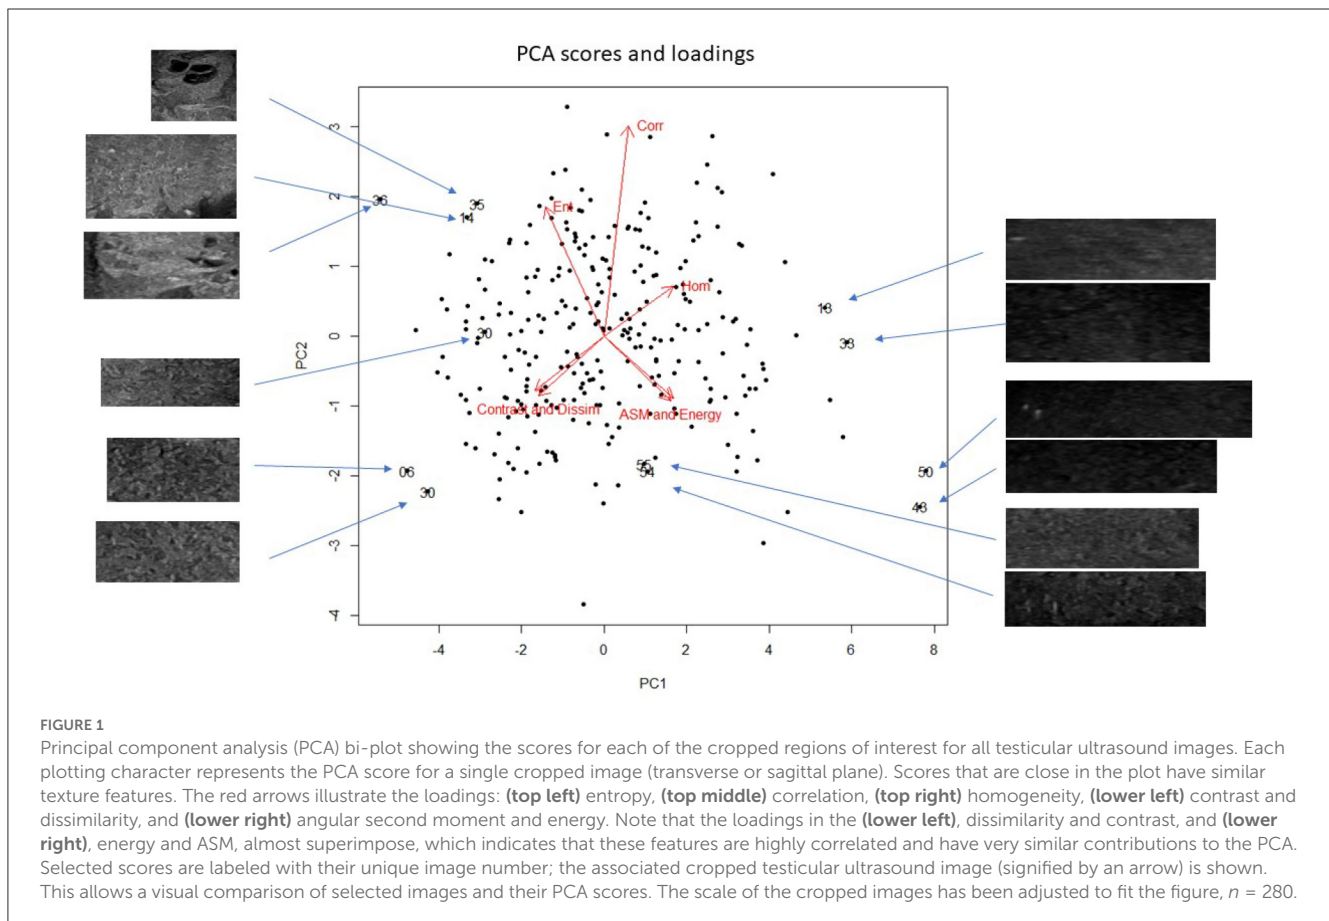 PCA scores and loadings
3
Corr
36
35
2
14
Ent
1
Hom
13
30
0
33
PC2
-1
Contrast and Dissim
ASM and Energy
06
55
54
50
-2
30
43
-3
-4
-4
-2
0
2
4
6
8
PC1
FIGURE 1
Principal component analysis (PCA) bi-plot showing the scores for each of the cropped regions of interest for all testicular ultrasound images. Each
plotting character represents the PCA score for a single cropped image (transverse or sagittal plane). Scores that are close in the plot have similar
texture features. The red arrows illustrate the loadings: (top left) entropy, (top middle) correlation, (top right) homogeneity, (lower left) contrast and
dissimilarity, and (lower right) angular second moment and energy. Note that the loadings in the (lower left), dissimilarity and contrast, and (lower
right), energy and ASM, almost superimpose, which indicates that these features are highly correlated and have very similar contributions to the PCA.
Selected scores are labeled with their unique image number; the associated cropped testicular ultrasound image (signified by an arrow) is shown.
This allows a visual comparison of selected images and their PCA scores. The scale of the cropped images has been adjusted to fit the figure, n = 280.